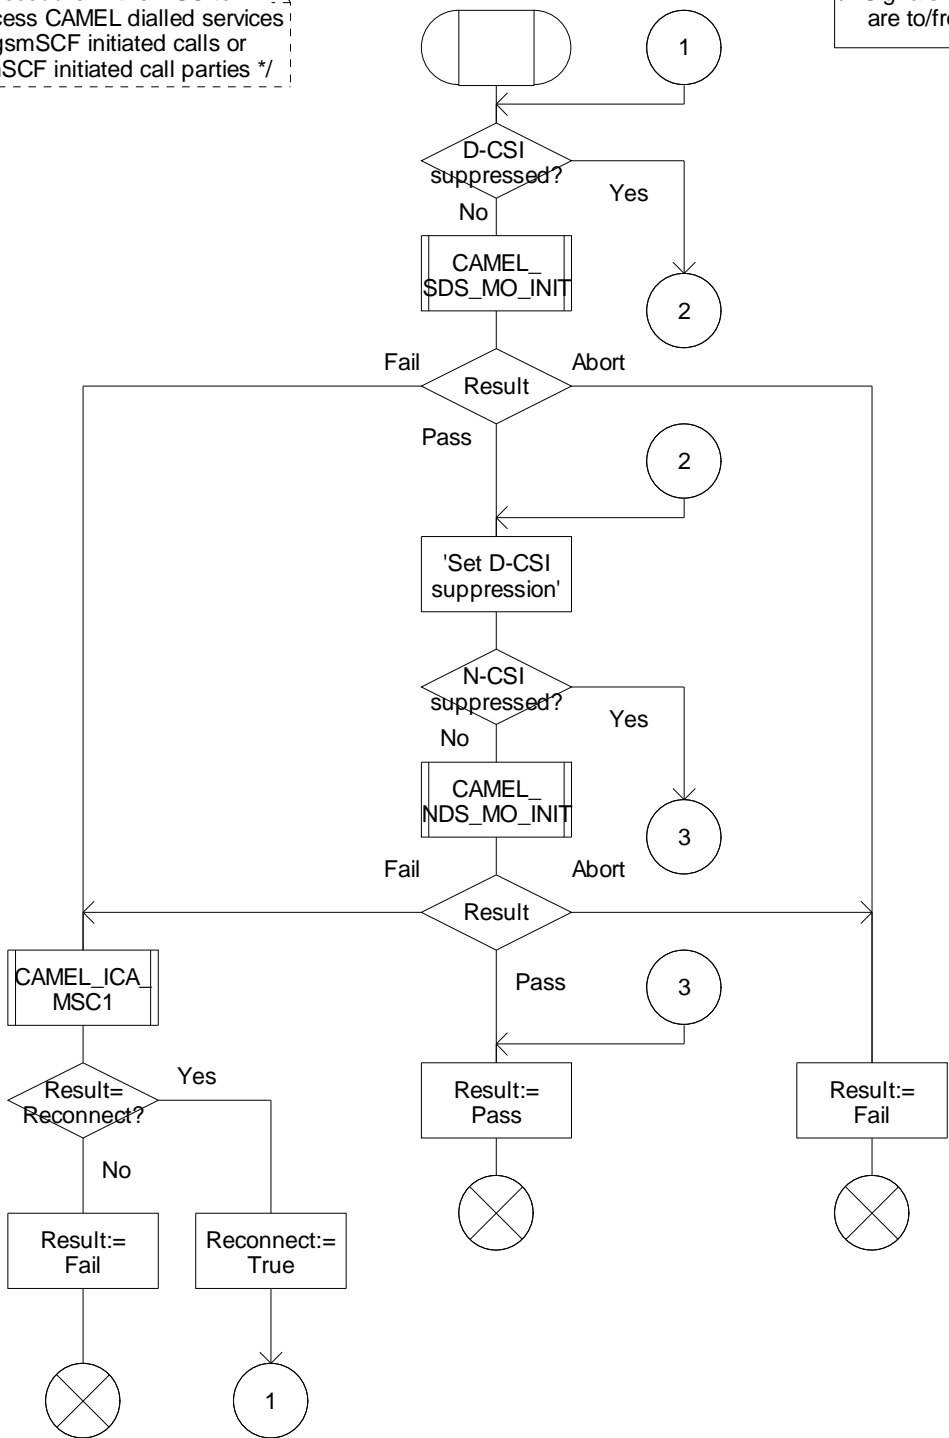 cess CAMEL dialled services
gsmSCF initiated calls or
SCF initiated call parties */
are to/fro
1
D-CSI
suppressed?
Yes
No
CAMEL_
SDS_MO_INIT
2
Fail
Abort
Result
Pass
2
'Set D-CSI
suppression'
N-CSI
suppressed?
Yes
No
CAMEL_
NDS_MO_INIT
3
Fail
Abort
Result
Pass
3
CAMEL_ICA_
MSC1
Result=
Reconnect?
Yes
No
Result:=
Pass
Result:=
Fail
Result:=
Fail
Reconnect:=
True
1